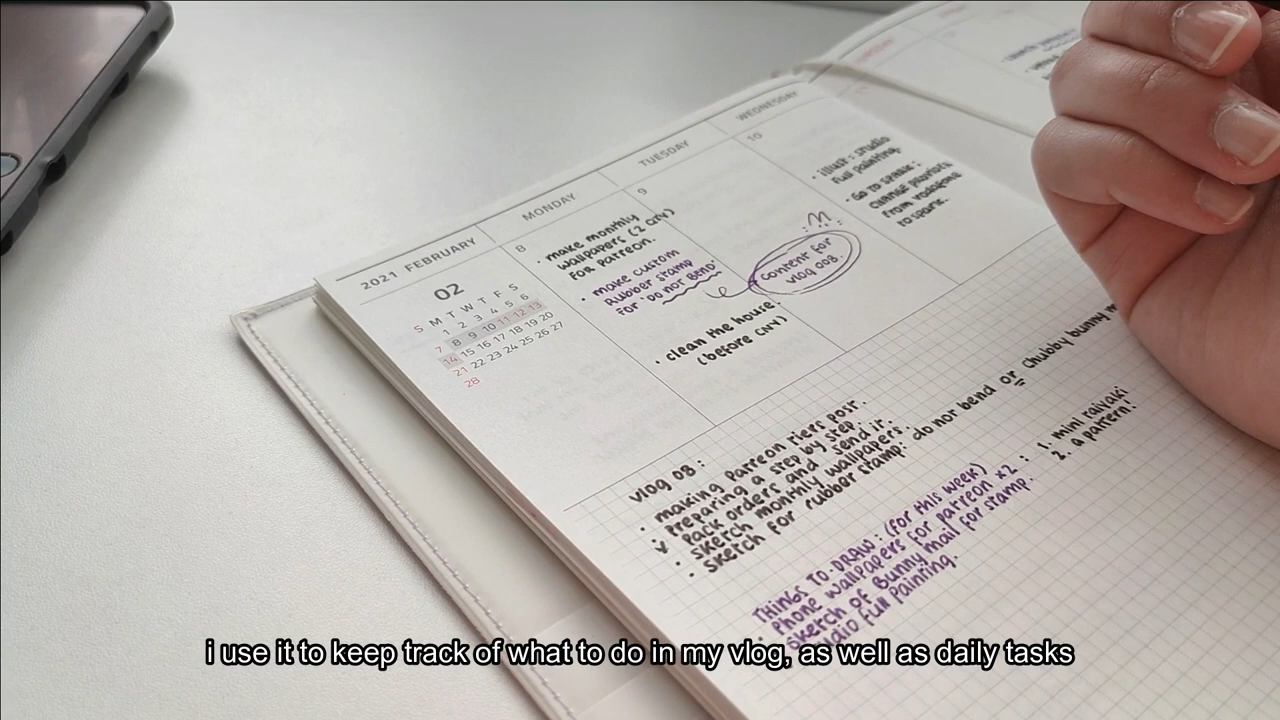 2021 FEBRUARY
02
S M T W T F S
1 2 3 4 5 6
7 8 9 10 11 12 13
14 15 16 17 18 19 20
21 22 23 24 25 26 27
28
MONDAY
8
• make monthly
wallpapers (2 CNY)
for patreon.
• make custom
Rubber stamp
for "DO NOT BEND"
• clean the house.
(before CNY)
TUESDAY
9
content for
vlog 008.
WEDNESDAY
10
• illust: studio
full painting.
• Go to spark:
change
from vodafone
to spark.
vlog 08:
• making patreon tiers post.
• preparing a step by step.
pack orders and send it.
• sketch monthly wallpapers.
• sketch for rubber stamp: do not bend or chubby bunny
THINGS TO DRAW: (for this week)
• phone wallpapers for patreon x2 : 1. mini taiyaki
2. a pattern!
sketch of Bunny mail for stamp.
full painting.
i use it to keep track of what to do in my vlog, as well as daily tasks